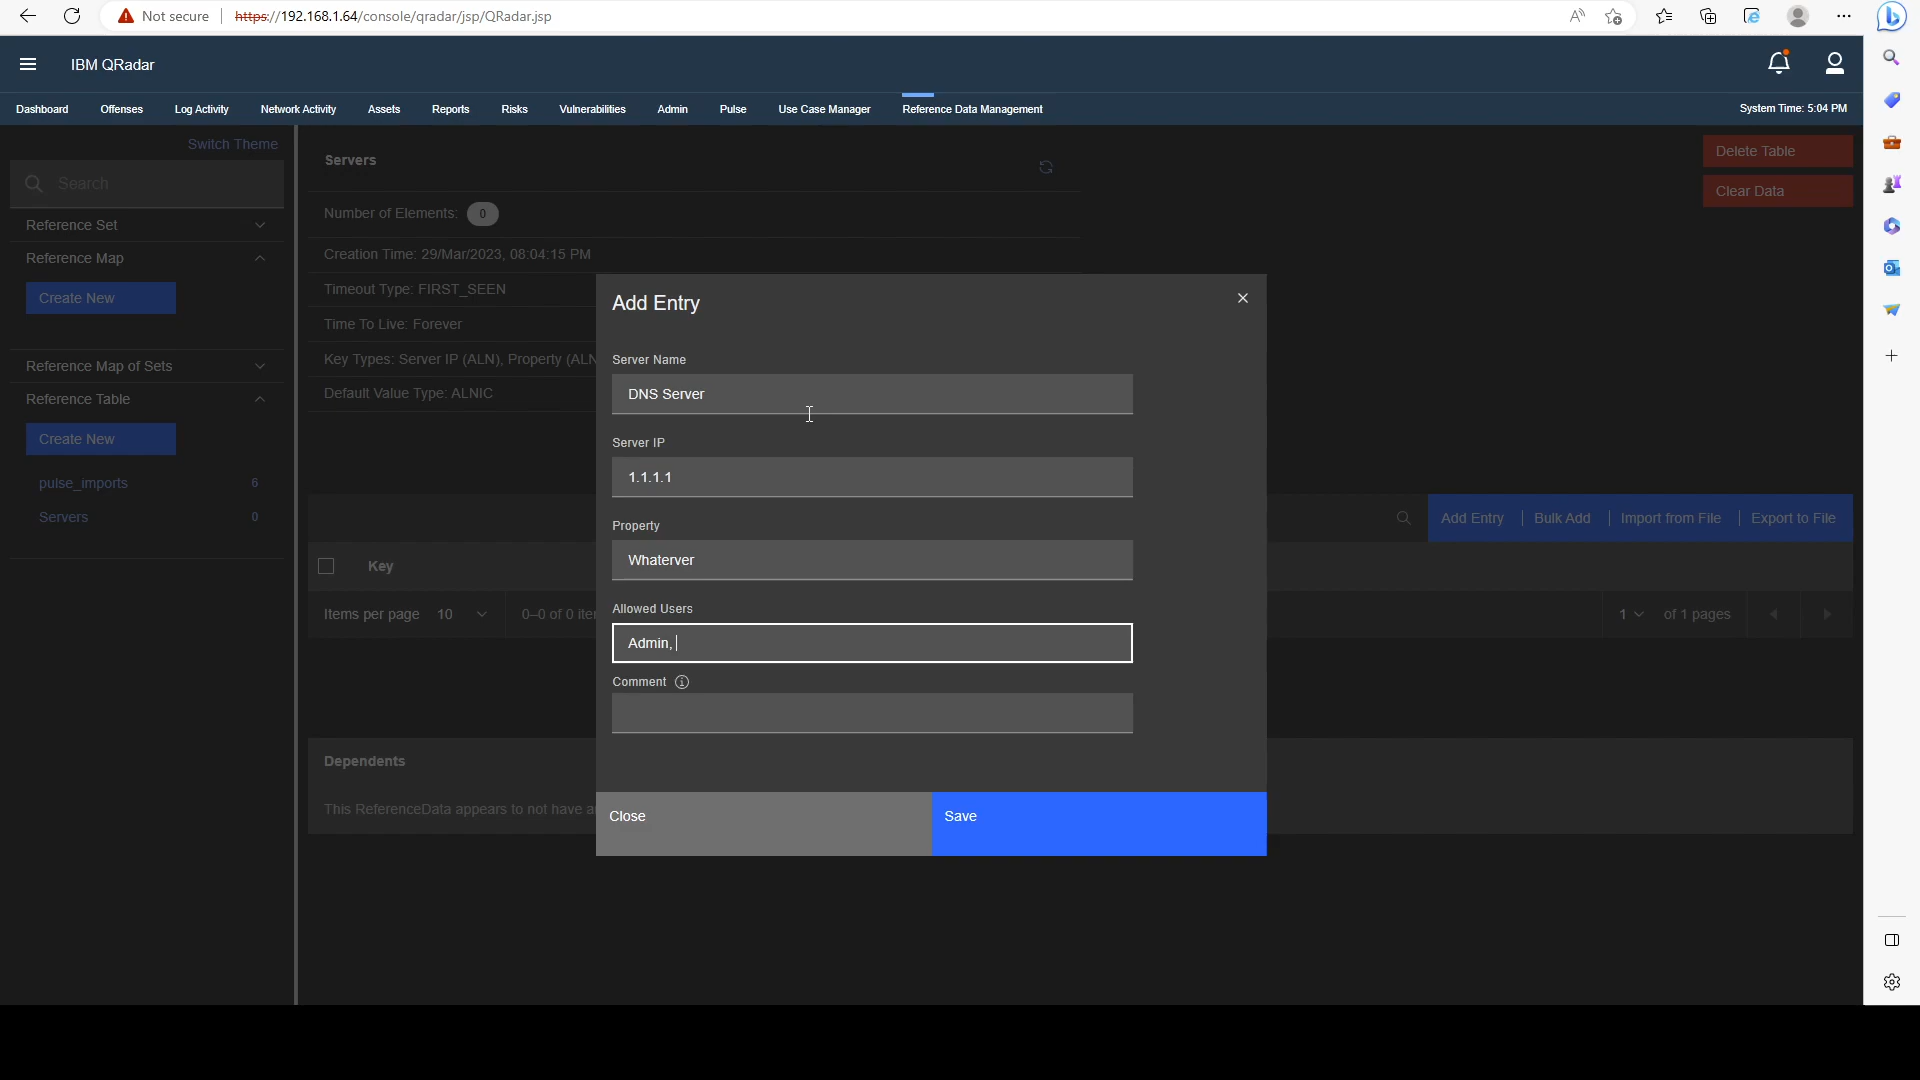 Not secure
https://192.168.1.64/console/qradar/jsp/QRadar.jsp
IBM QRadar
Dashboard Offenses Log Activity Network Activity Assets Reports Risks Vulnerabilities Admin Pulse Use Case Manager Reference Data Management System Time: 5:04 PM
Switch Theme
Search
Reference Set
Reference Map
Create New
Reference Map of Sets
Reference Table
Create New
pulse_imports 6
Servers 0
Servers
Delete Table
Clear Data
Number of Elements: 0
Creation Time: 29/Mar/2023, 08:04:15 PM
Timeout Type: FIRST_SEEN
Time To Live: Forever
Key Types: Server IP (ALN), Property (ALN
Default Value Type: ALNIC
Add Entry Bulk Add Import from File Export to File
Key
Items per page 10 0–0 of 0
1 of 1 pages
Dependents
This ReferenceData appears to not have
Add Entry
Server Name
DNS Server
Server IP
1.1.1.1
Property
Whaterver
Allowed Users
Admin,
Comment
Close
Save